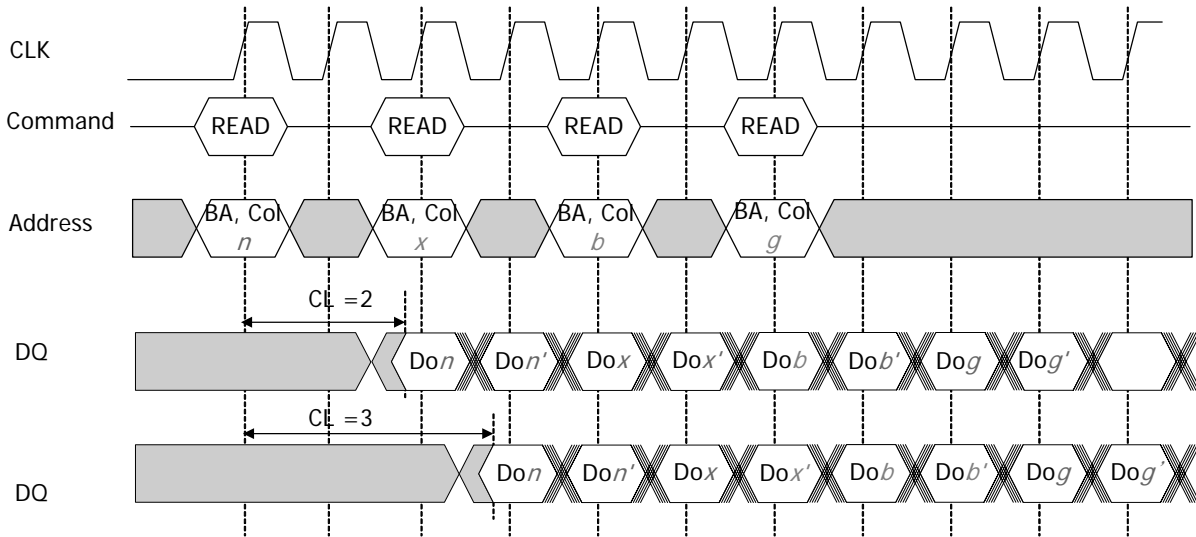 CLK
Command READ READ READ READ
Address BA, Col BA, Col BA, Col BA, Col
n x b g
CL =2
DQ Don Don' Dox Dox' Dob Dob' Dog Dog'
CL =3
DQ Don Don' Dox Dox' Dob Dob' Dog Dog'